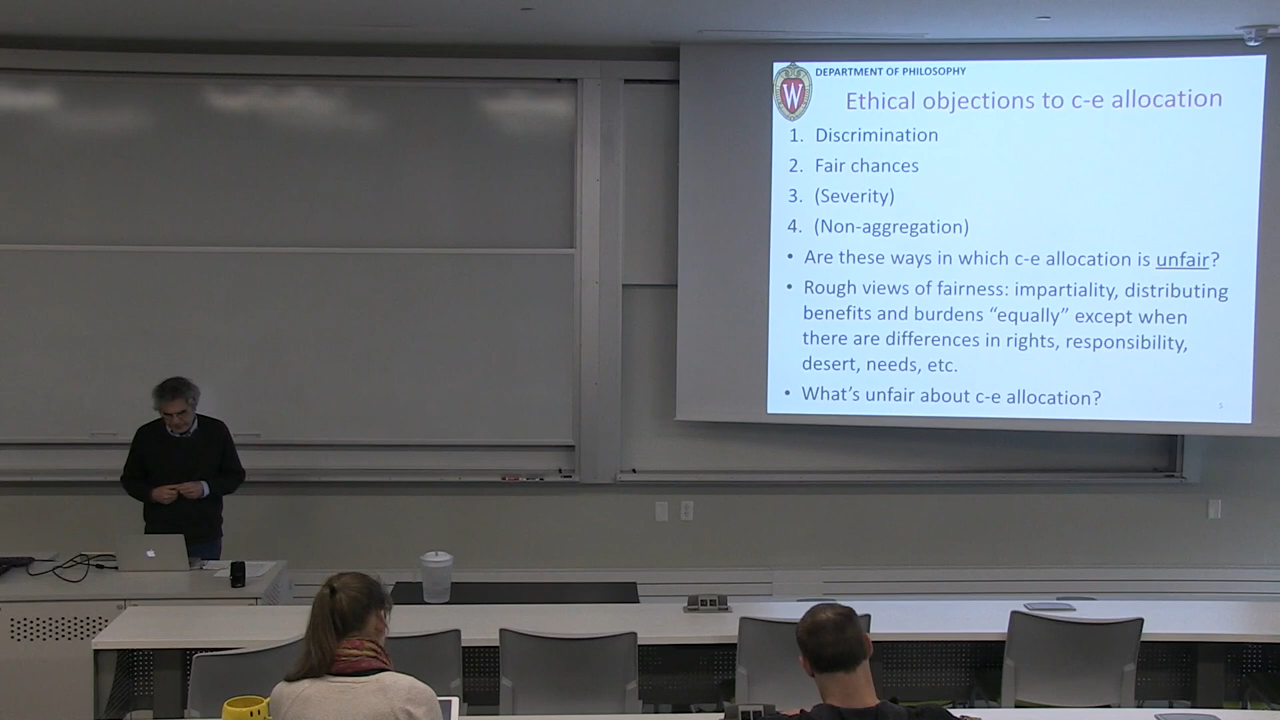 W
DEPARTMENT OF PHILOSOPHY
Ethical objections to c-e allocation
1. Discrimination
2. Fair chances
3. (Severity)
4. (Non-aggregation)
• Are these ways in which c-e allocation is unfair?
• Rough views of fairness: impartiality, distributing
benefits and burdens “equally” except when
there are differences in rights, responsibility,
desert, needs, etc.
• What’s unfair about c-e allocation?
5